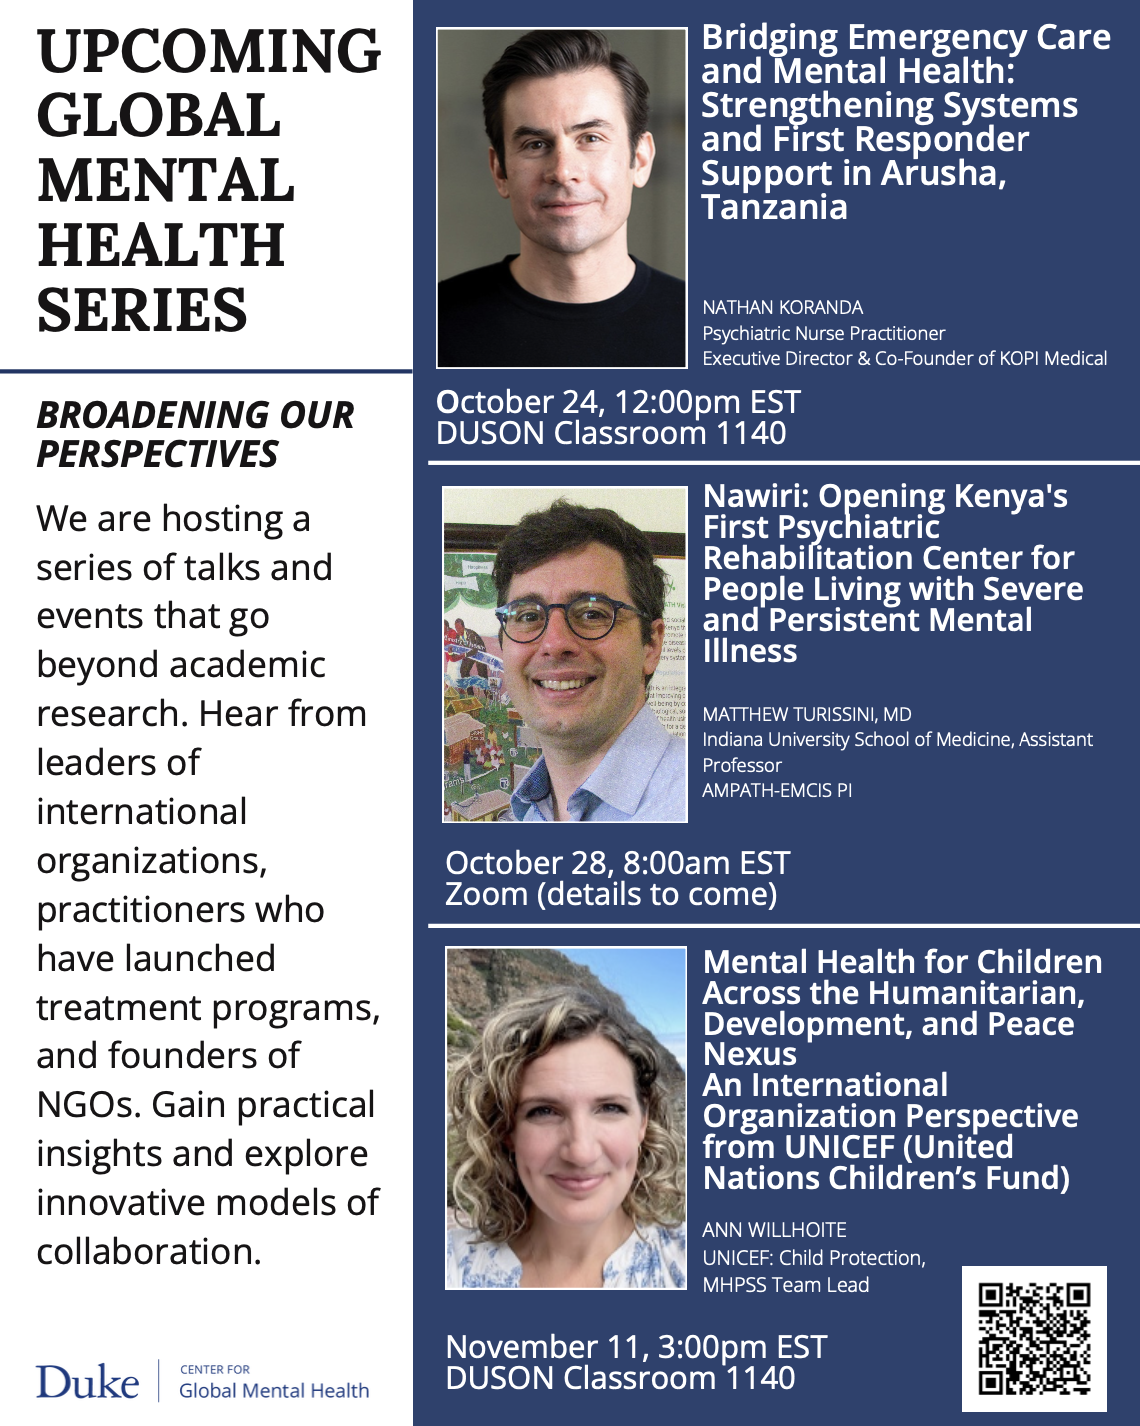 UPCOMING
GLOBAL
MENTAL
HEALTH
SERIES
BROADENING OUR
PERSPECTIVES
We are hosting a
series of talks and
events that go
beyond academic
research. Hear from
leaders of
international
organizations,
practitioners who
have launched
treatment programs,
and founders of
NGOs. Gain practical
insights and explore
innovative models of
collaboration.
Duke
CENTER FOR
Global Mental Health
Bridging Emergency Care
and Mental Health:
Strengthening Systems
and First Responder
Support in Arusha,
Tanzania
NATHAN KORANDA
Psychiatric Nurse Practitioner
Executive Director & Co-Founder of KOPI Medical
October 24, 12:00pm EST
DUSON Classroom 1140
Nawiri: Opening Kenya's
First Psychiatric
Rehabilitation Center for
People Living with Severe
and Persistent Mental
Illness
MATTHEW TURISSINI, MD
Indiana University School of Medicine, Assistant
Professor
AMPATH-EMCIS PI
October 28, 8:00am EST
Zoom (details to come)
Mental Health for Children
Across the Humanitarian,
Development, and Peace
Nexus
An International
Organization Perspective
from UNICEF (United
Nations Children’s Fund)
ANN WILLHOITE
UNICEF: Child Protection,
MHPSS Team Lead
November 11, 3:00pm EST
DUSON Classroom 1140